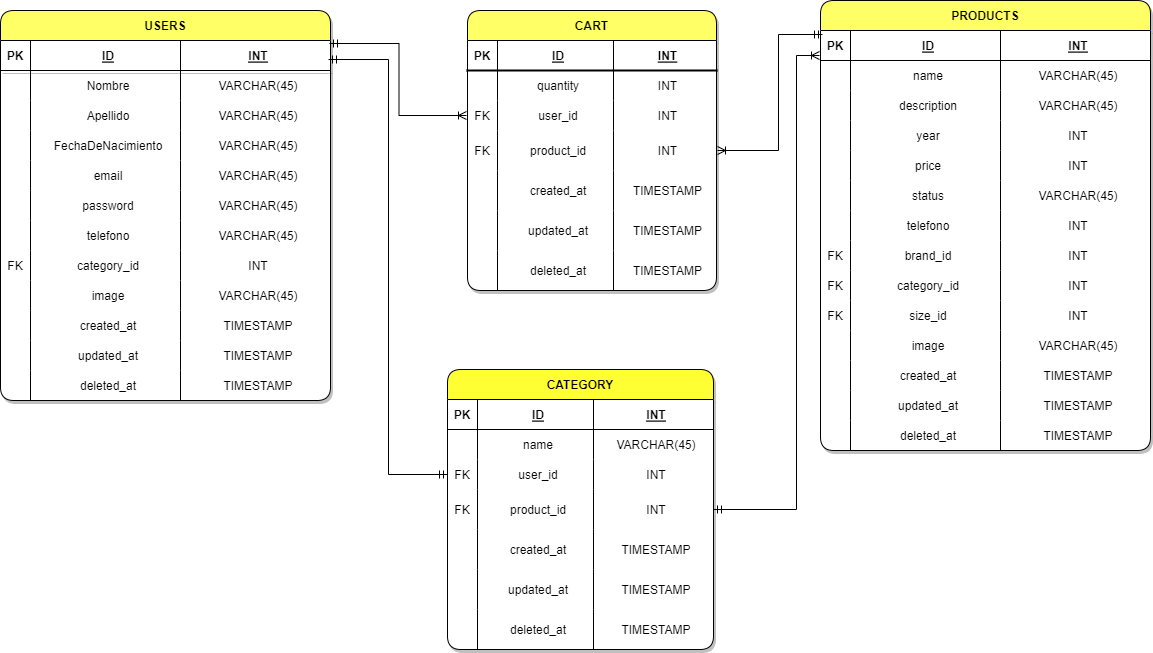 USERS
PK ID INT
Nombre VARCHAR(45)
Apellido VARCHAR(45)
FechaDeNacimiento VARCHAR(45)
email VARCHAR(45)
password VARCHAR(45)
telefono VARCHAR(45)
FK category_id INT
image VARCHAR(45)
created_at TIMESTAMP
updated_at TIMESTAMP
deleted_at TIMESTAMP
CART
PK ID INT
quantity INT
FK user_id INT
FK product_id INT
created_at TIMESTAMP
updated_at TIMESTAMP
deleted_at TIMESTAMP
PRODUCTS
PK ID INT
name VARCHAR(45)
description VARCHAR(45)
year INT
price INT
status VARCHAR(45)
telefono INT
FK brand_id INT
FK category_id INT
FK size_id INT
image VARCHAR(45)
created_at TIMESTAMP
updated_at TIMESTAMP
deleted_at TIMESTAMP
CATEGORY
PK ID INT
name VARCHAR(45)
FK user_id INT
FK product_id INT
created_at TIMESTAMP
updated_at TIMESTAMP
deleted_at TIMESTAMP